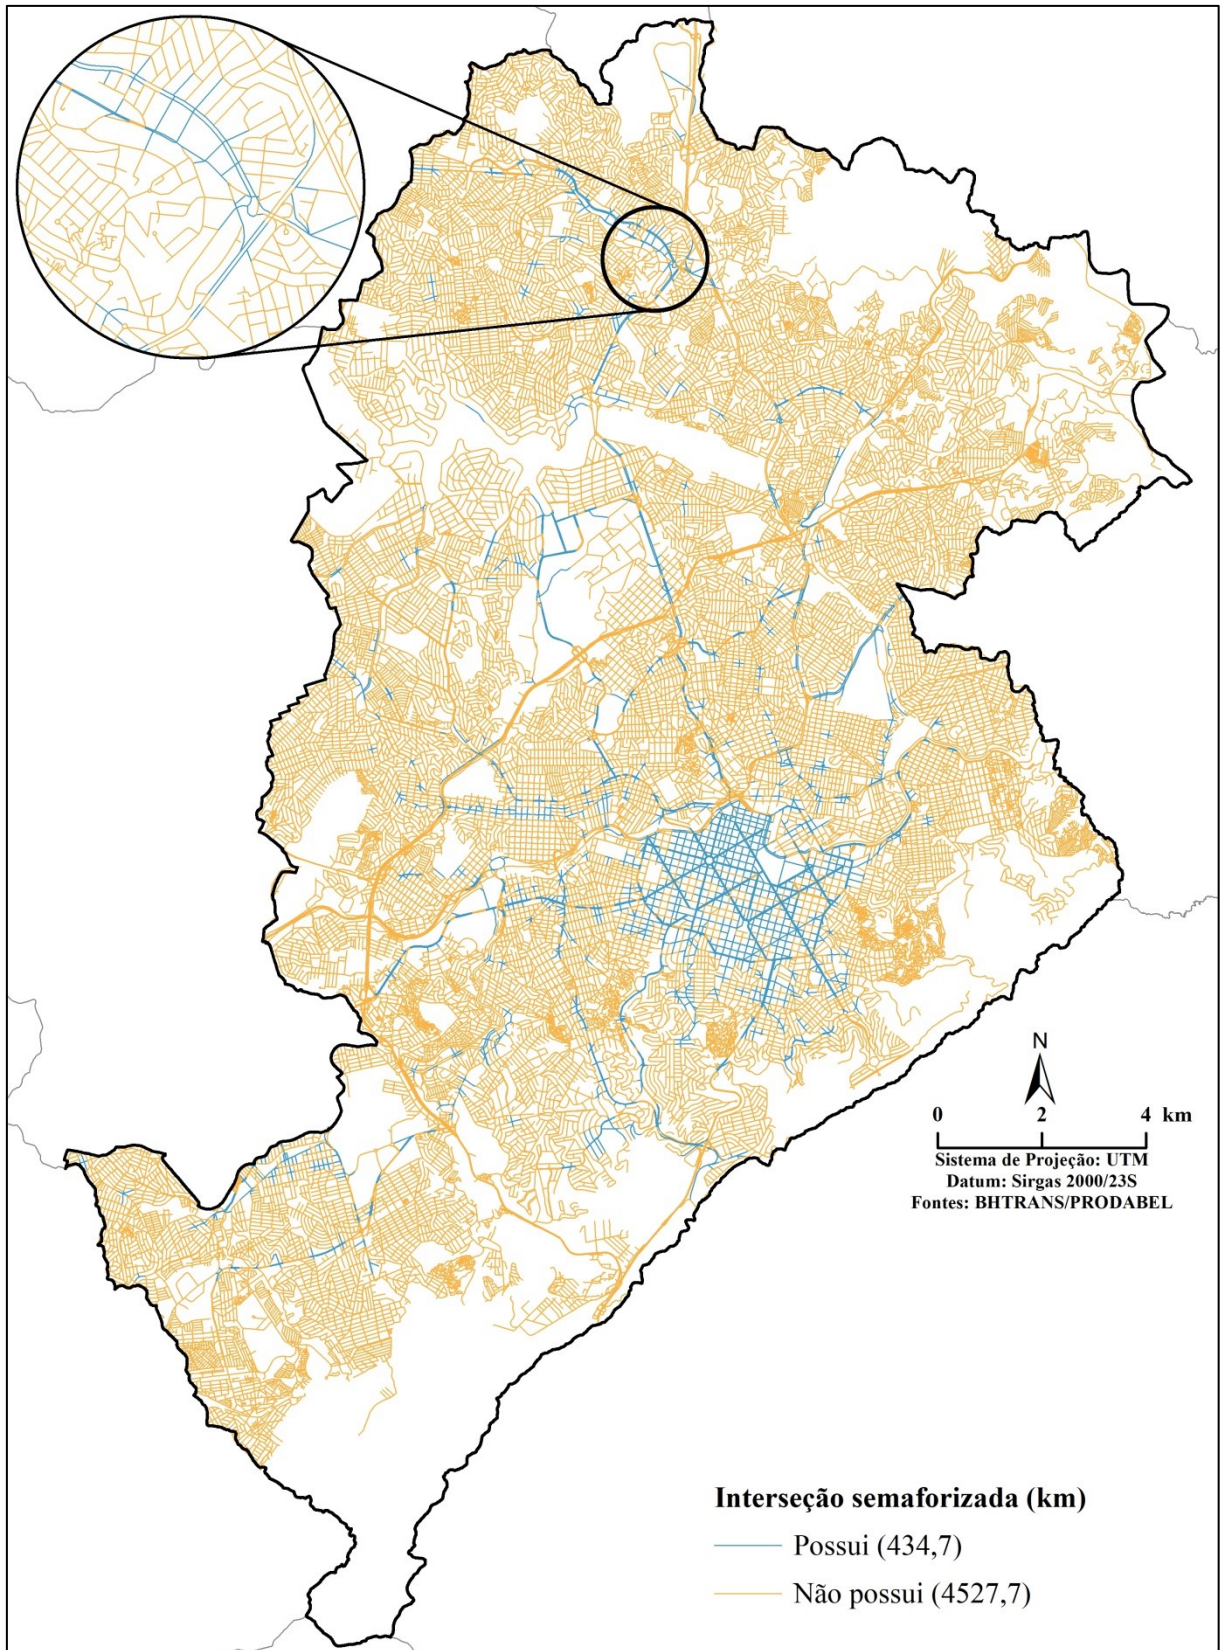 N
0 2 4 km
Sistema de Projeção: UTM
Datum: Sirgas 2000/23S
Fontes: BHTRANS/PRODABEL
Interseção semaforizada (km)
Possui (434,7)
Não possui (4527,7)